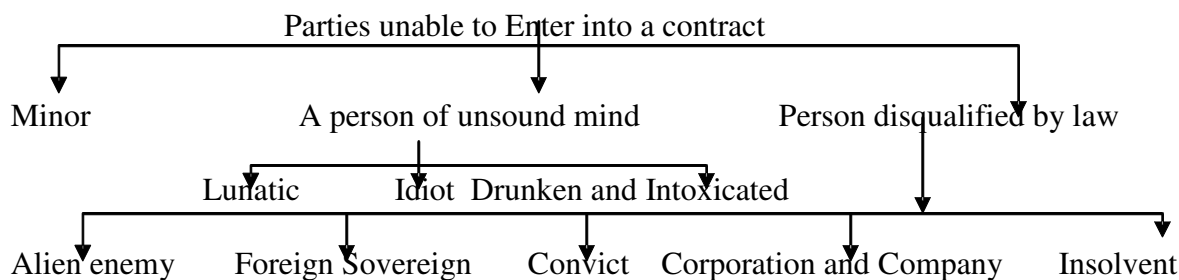 Parties unable to Enter into a contract
Minor A person of unsound mind Person disqualified by law
Lunatic Idiot Drunken and Intoxicated
Alien enemy Foreign Sovereign Convict Corporation and Company Insolvent